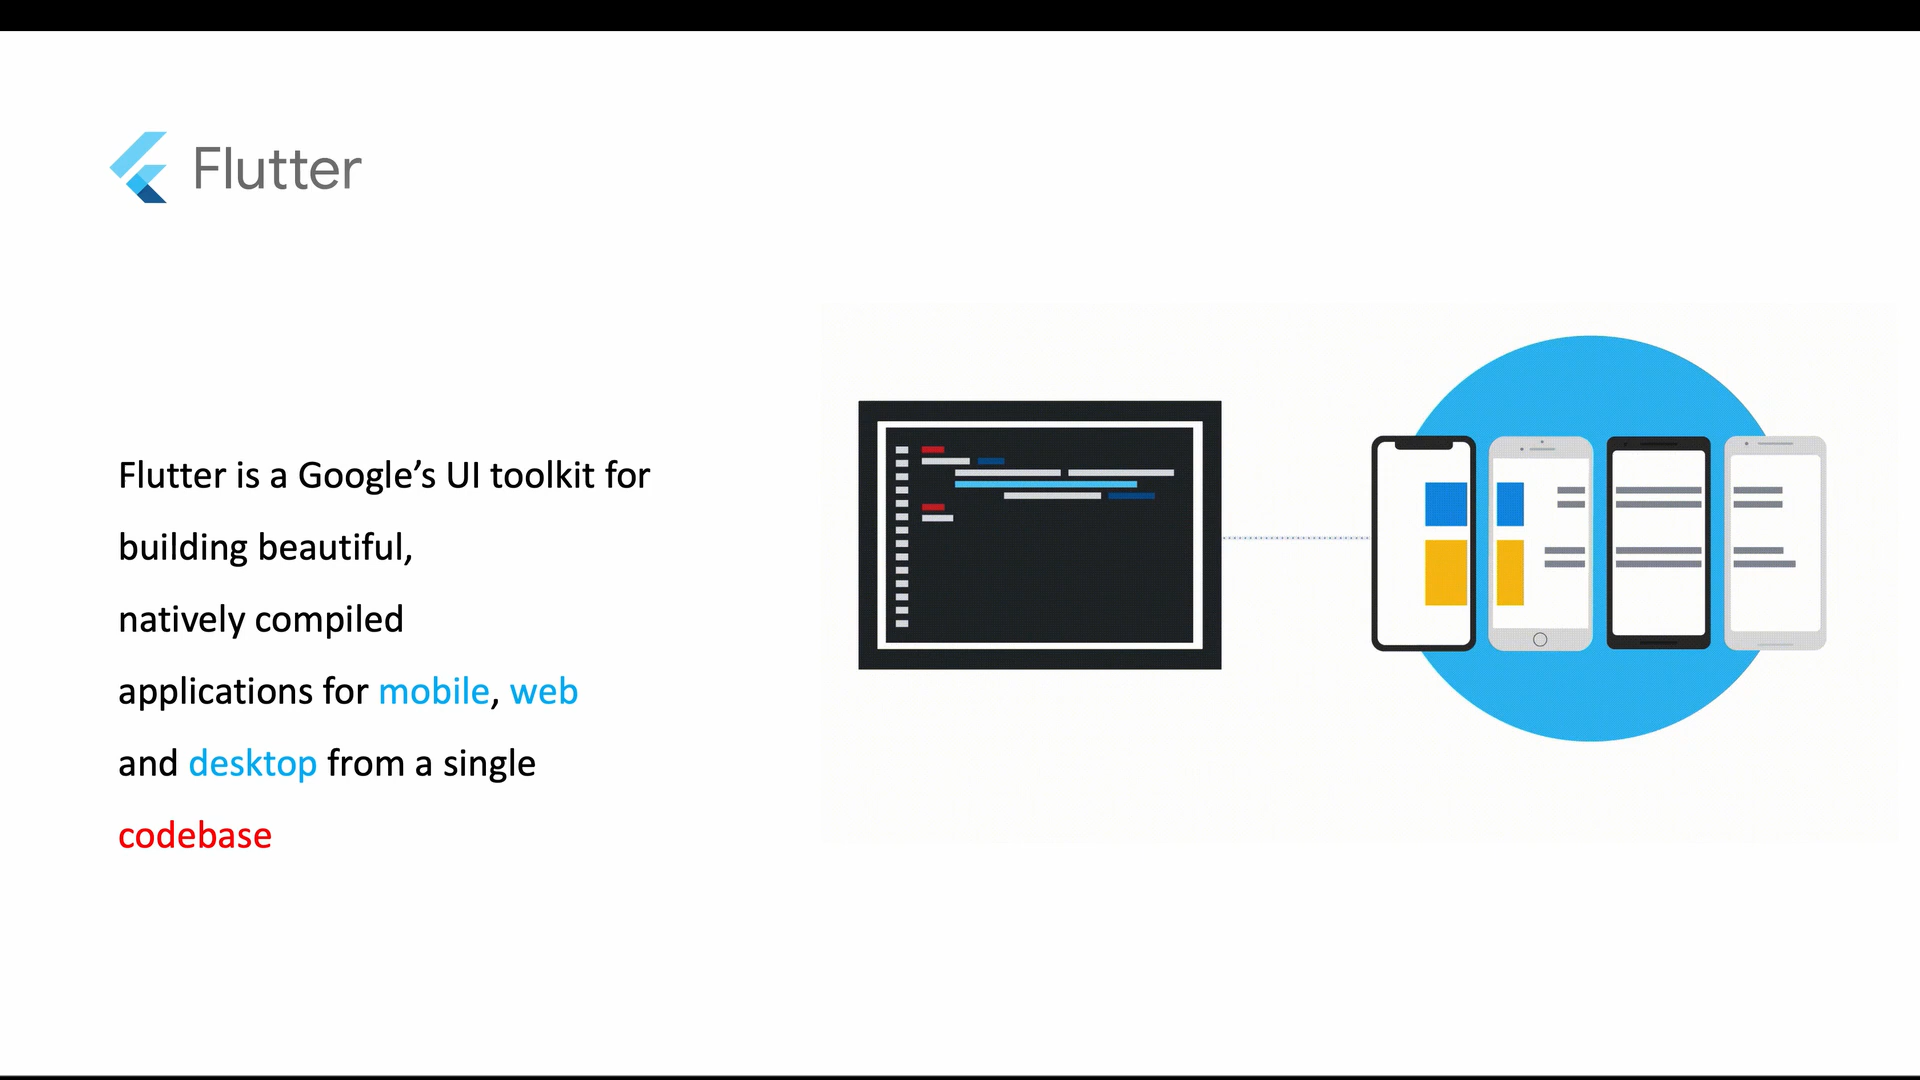 Flutter
Flutter is a Google’s UI toolkit for
building beautiful,
natively compiled
applications for mobile, web
and desktop from a single
codebase